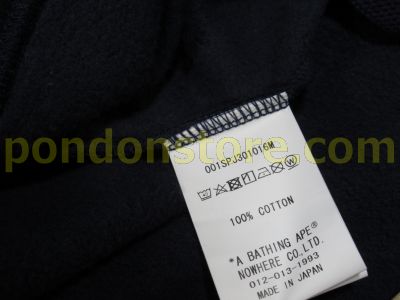 001SPJ301016M
100% COTTON
"A BATHING APE®
NOWHERE CO.,LTD.
012-013-1993
MADE IN JAPAN
pondonstore.com